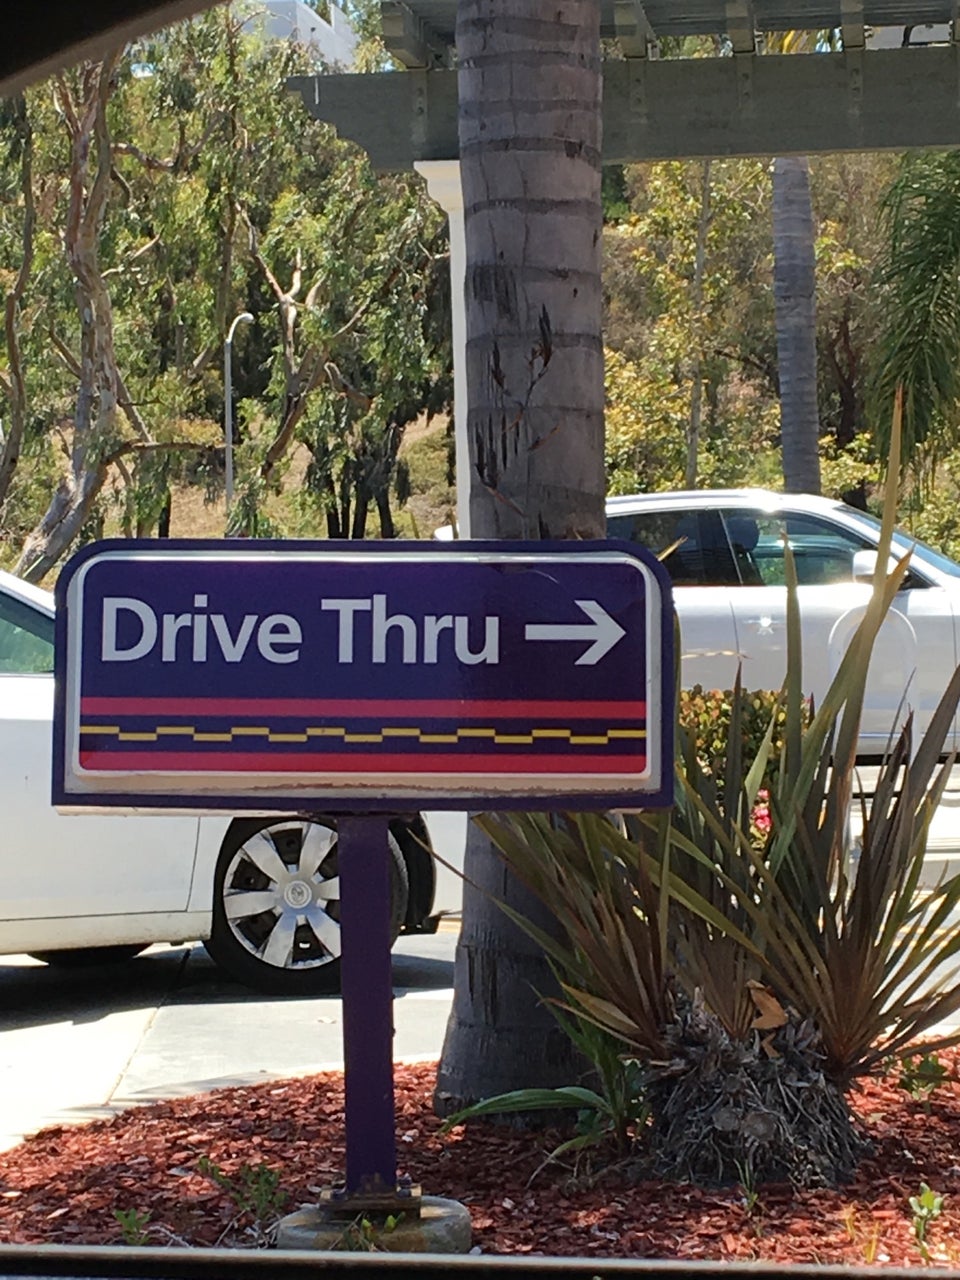 Drive Thru →